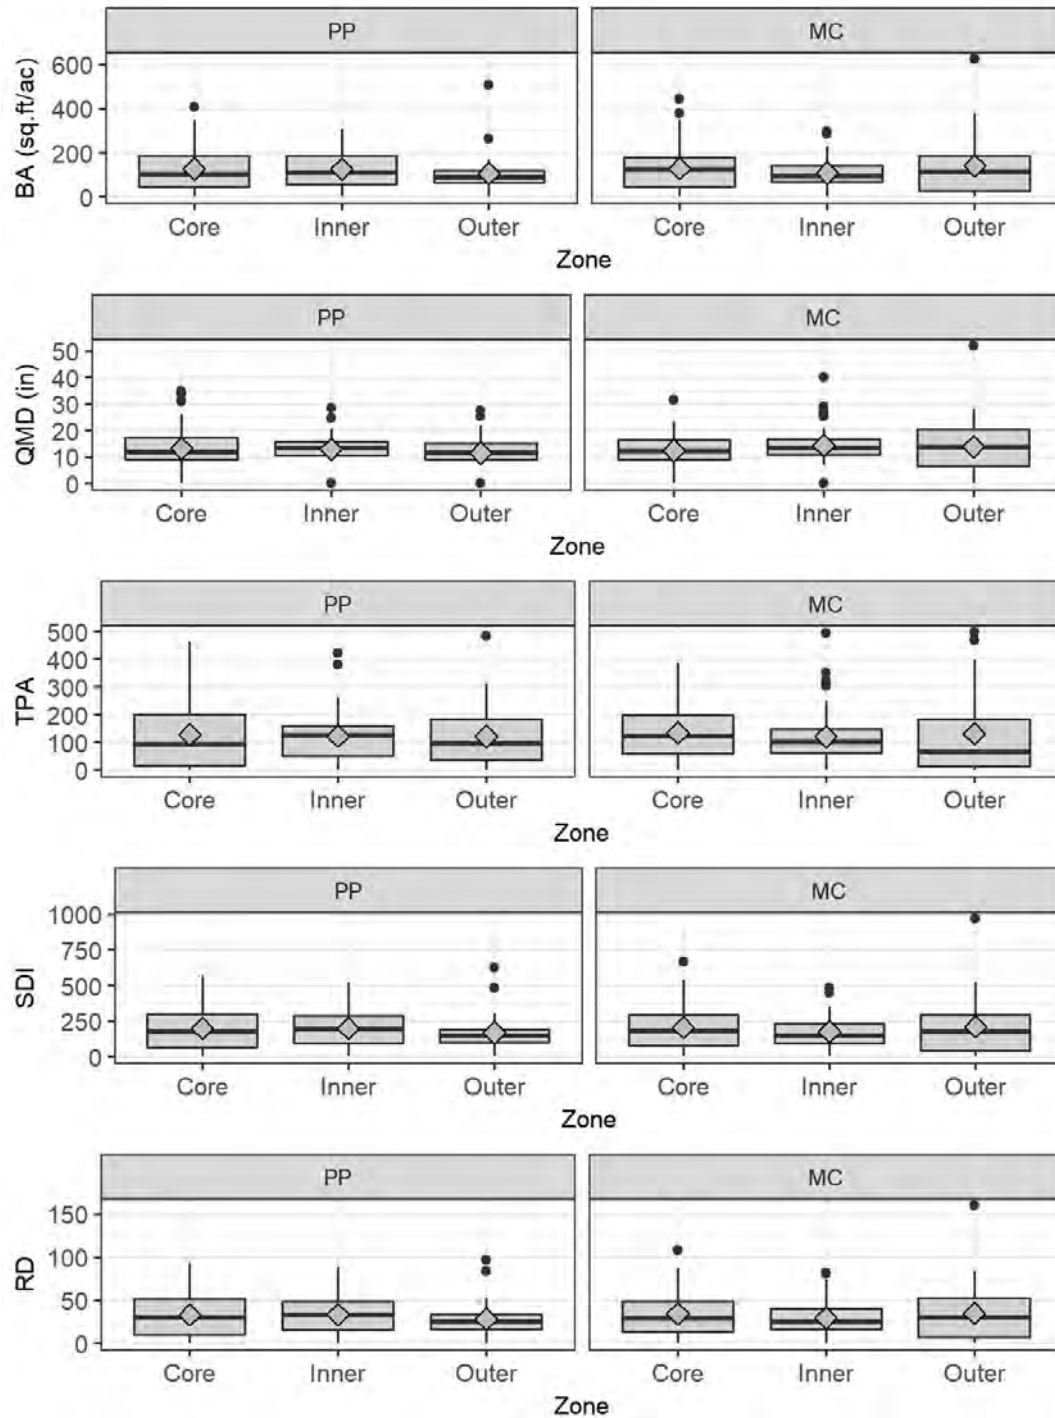 PP MC
BA (sq.ft/ac)
600
400
200
0
Core Inner Outer Core Inner Outer
Zone
PP MC
QMD (in)
50
40
30
20
10
0
Core Inner Outer Core Inner Outer
Zone
PP MC
TPA
500
400
300
200
100
0
Core Inner Outer Core Inner Outer
Zone
PP MC
SDI
1000
750
500
250
0
Core Inner Outer Core Inner Outer
Zone
PP MC
RD
150
100
50
0
Core Inner Outer Core Inner Outer
Zone